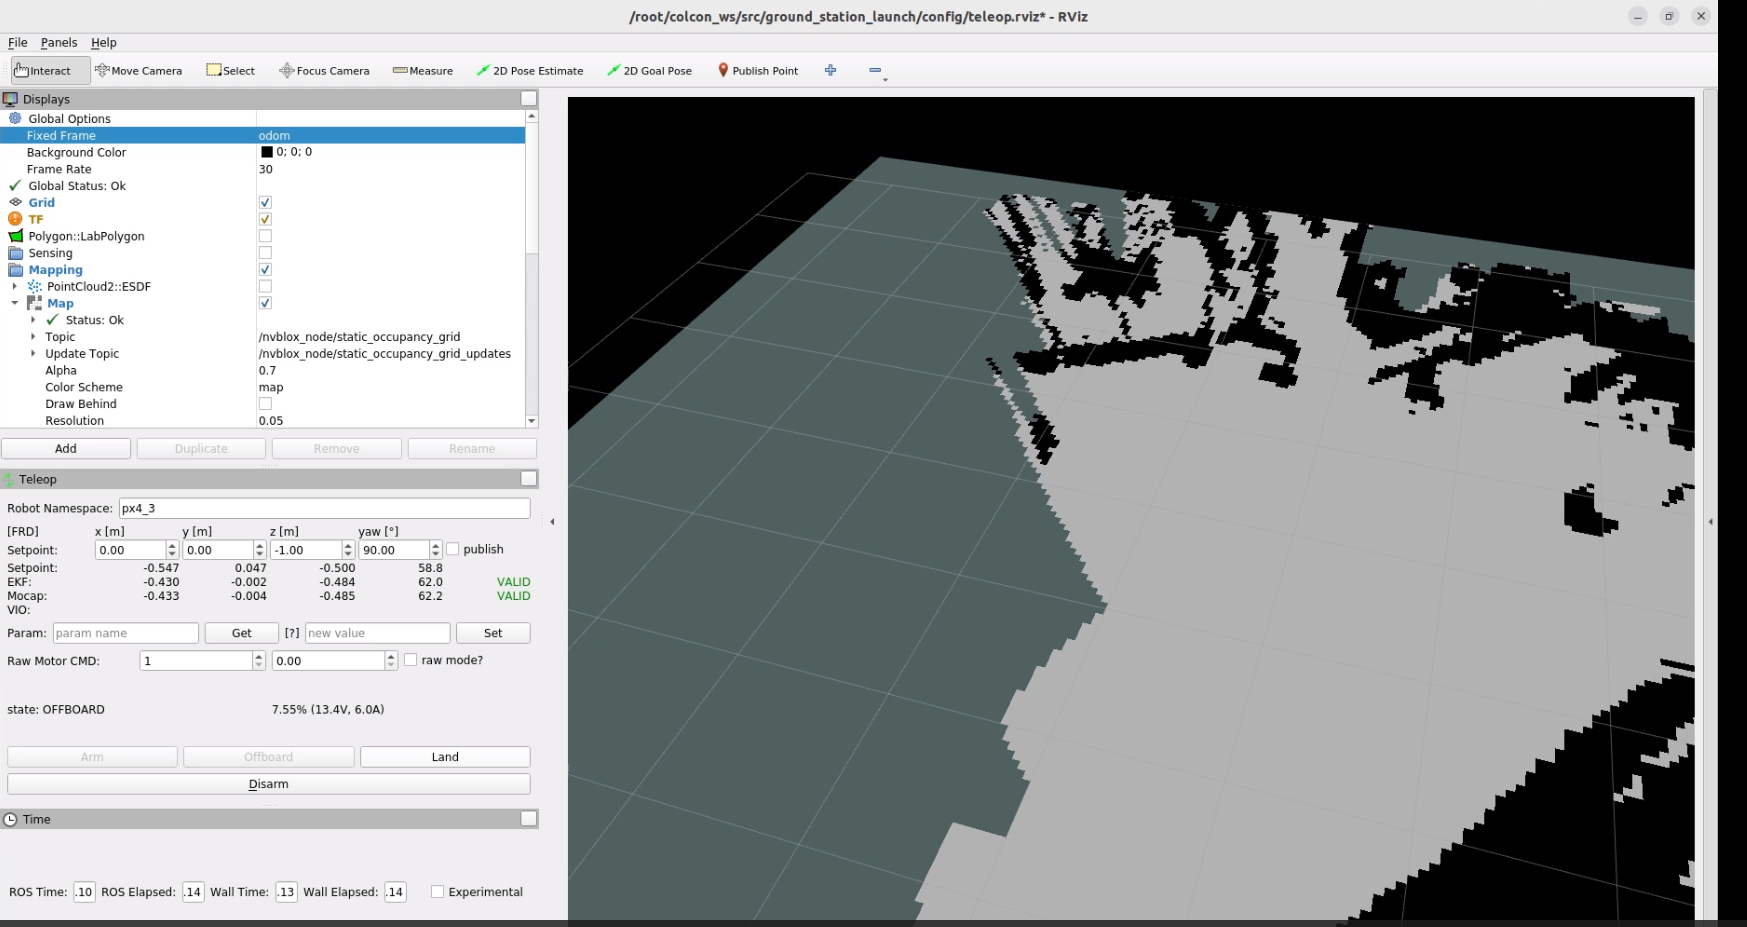 /root/colcon_ws/src/ground_station_launch/config/teleop.rviz* - RViz
File Panels Help
Interact Move Camera Select Focus Camera Measure 2D Pose Estimate 2D Goal Pose Publish Point
Displays
Global Options
Fixed Frame odom
Background Color 0; 0; 0
Frame Rate 30
Global Status: Ok
Grid
TF
Polygon::LabPolygon
Sensing
Mapping
PointCloud2::ESDF
Map
Status: Ok
Topic /nvblox_node/static_occupancy_grid
Update Topic /nvblox_node/static_occupancy_grid_updates
Alpha 0.7
Color Scheme map
Draw Behind
Resolution 0.05
Add Duplicate Remove Rename
Teleop
Robot Namespace: px4_3
[FRD] x [m] y [m] z [m] yaw [°]
Setpoint: 0.00 0.00 -1.00 90.00 publish
Setpoint: -0.547 0.047 -0.500 58.8
EKF: -0.430 -0.002 -0.484 62.0 VALID
Mocap: -0.433 -0.004 -0.485 62.2 VALID
VIO:
Param: param name Get [?] new value Set
Raw Motor CMD: 1 0.00 raw mode?
state: OFFBOARD 7.55% (13.4V, 6.0A)
Arm Offboard Land
Disarm
Time
ROS Time: .10 ROS Elapsed: .14 Wall Time: .13 Wall Elapsed: .14 Experimental